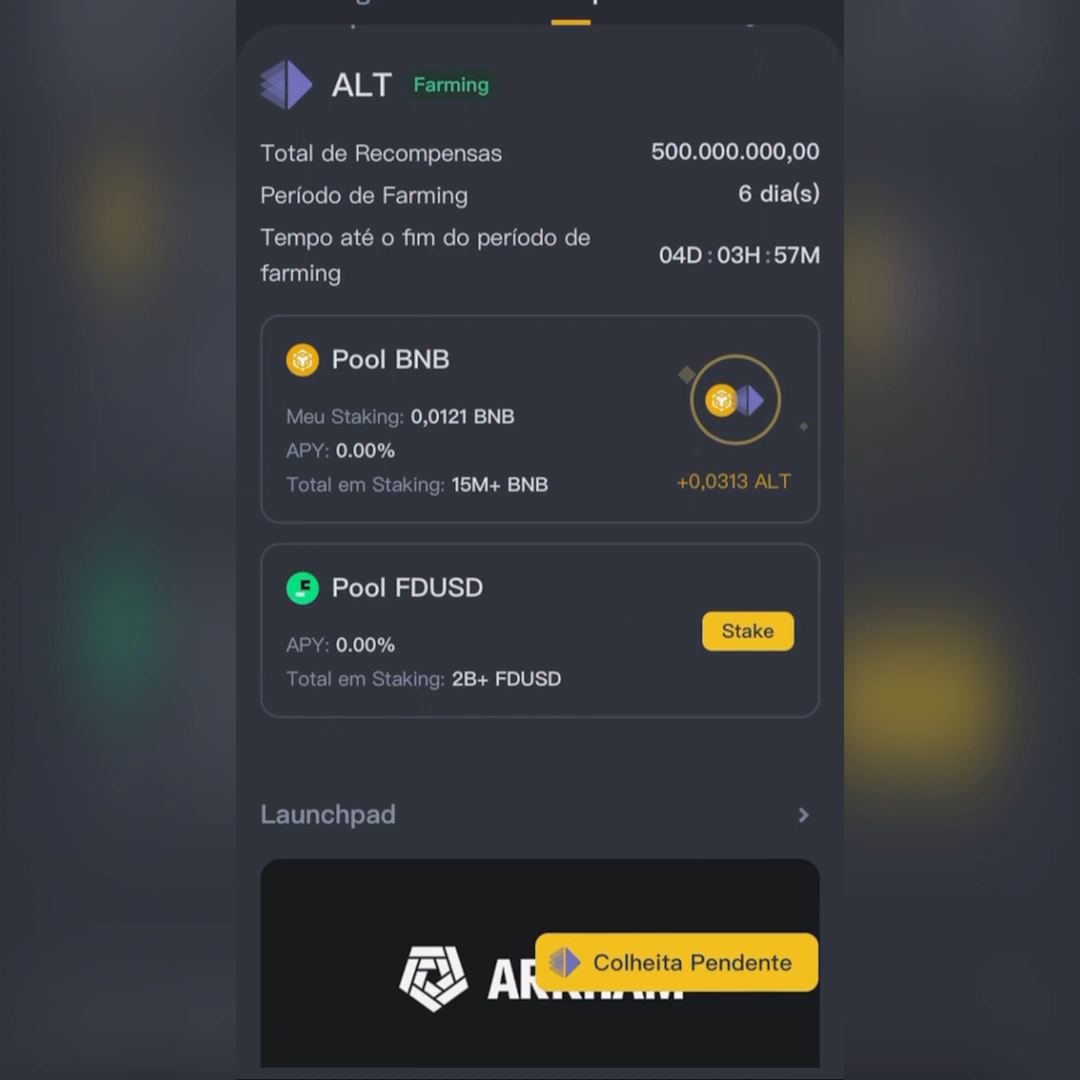 ALT Farming
Total de Recompensas 500.000.000,00
Período de Farming 6 dia(s)
Tempo até o fim do período de
farming 04D : 03H : 57M
Pool BNB
Meu Staking: 0,0121 BNB
APY: 0.00%
Total em Staking: 15M+ BNB
+0,0313 ALT
Pool FDUSD
APY: 0.00%
Total em Staking: 2B+ FDUSD
Stake
Launchpad
ARKHAM
Colheita Pendente